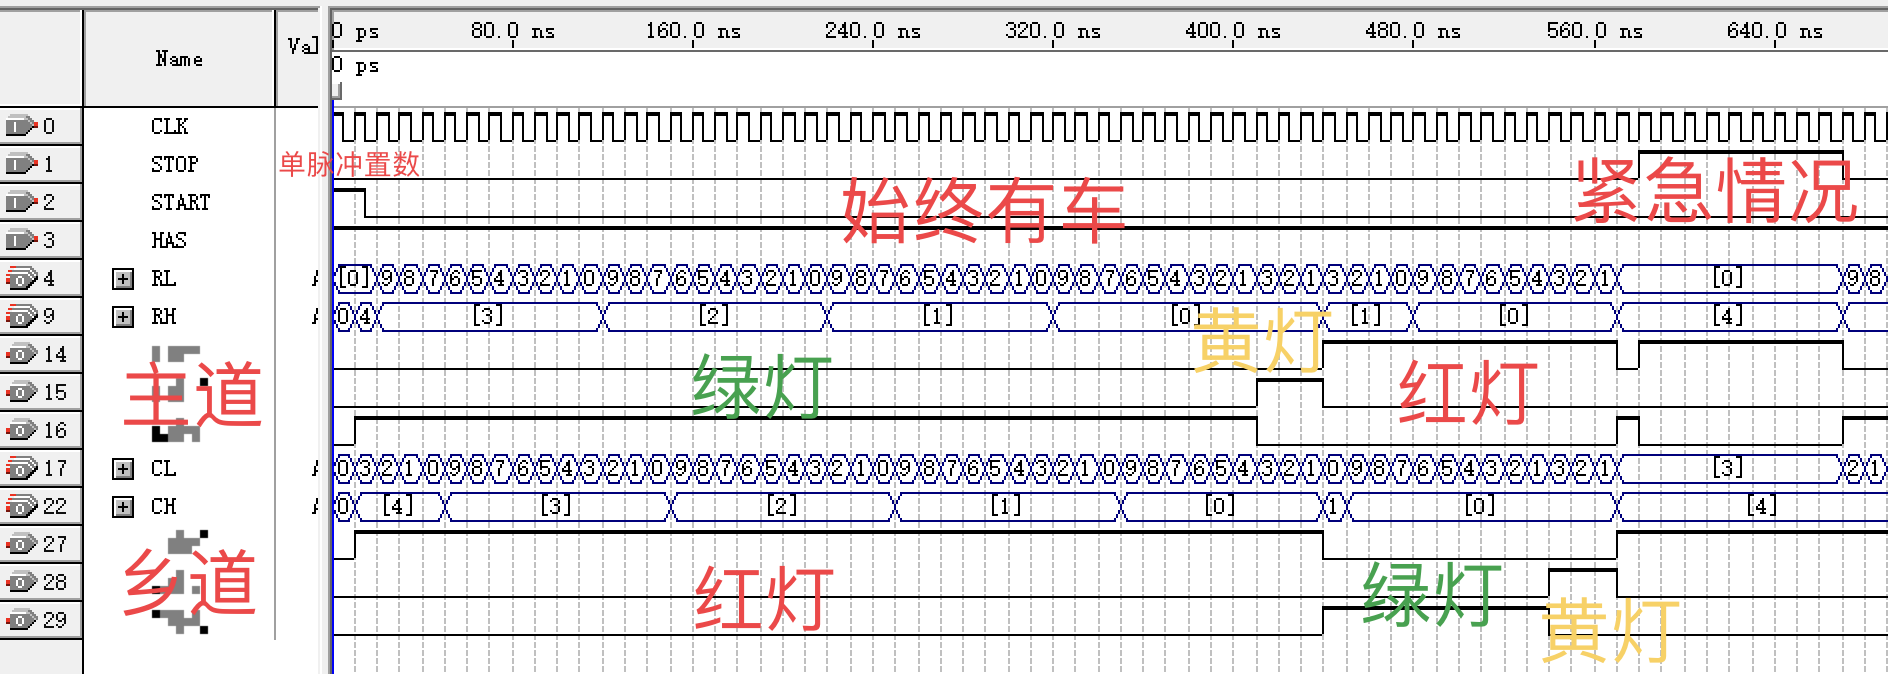 Name Val 0 ps 80.0 ns 160.0 ns 240.0 ns 320.0 ns 400.0 ns 480.0 ns 560.0 ns 640.0 ns
0 ps
0 CLK
1 STOP 单脉冲置数 紧急情况
2 START 始终有车
3 HAS
4 RL A [0] 9 8 7 6 5 4 3 2 1 0 9 8 7 6 5 4 3 2 1 0 9 8 7 6 5 4 3 2 1 0 9 8 7 6 5 4 3 2 1 3 2 1 3 2 1 0 9 8 7 6 5 4 3 2 1 [0] 9 8
9 RH A 0 4 [3] [2] [1] [0] [1] [0] [4]
黄灯
14
主道 绿灯 红灯
15
16
17 CL A 0 3 2 1 0 9 8 7 6 5 4 3 2 1 0 9 8 7 6 5 4 3 2 1 0 9 8 7 6 5 4 3 2 1 0 9 8 7 6 5 4 3 2 1 0 9 8 7 6 5 4 3 2 1 3 2 1 [3] 2 1
22 CH A 0 [4] [3] [2] [1] [0] 1 [0] [4]
27
乡道 红灯 绿灯
28
29 黄灯